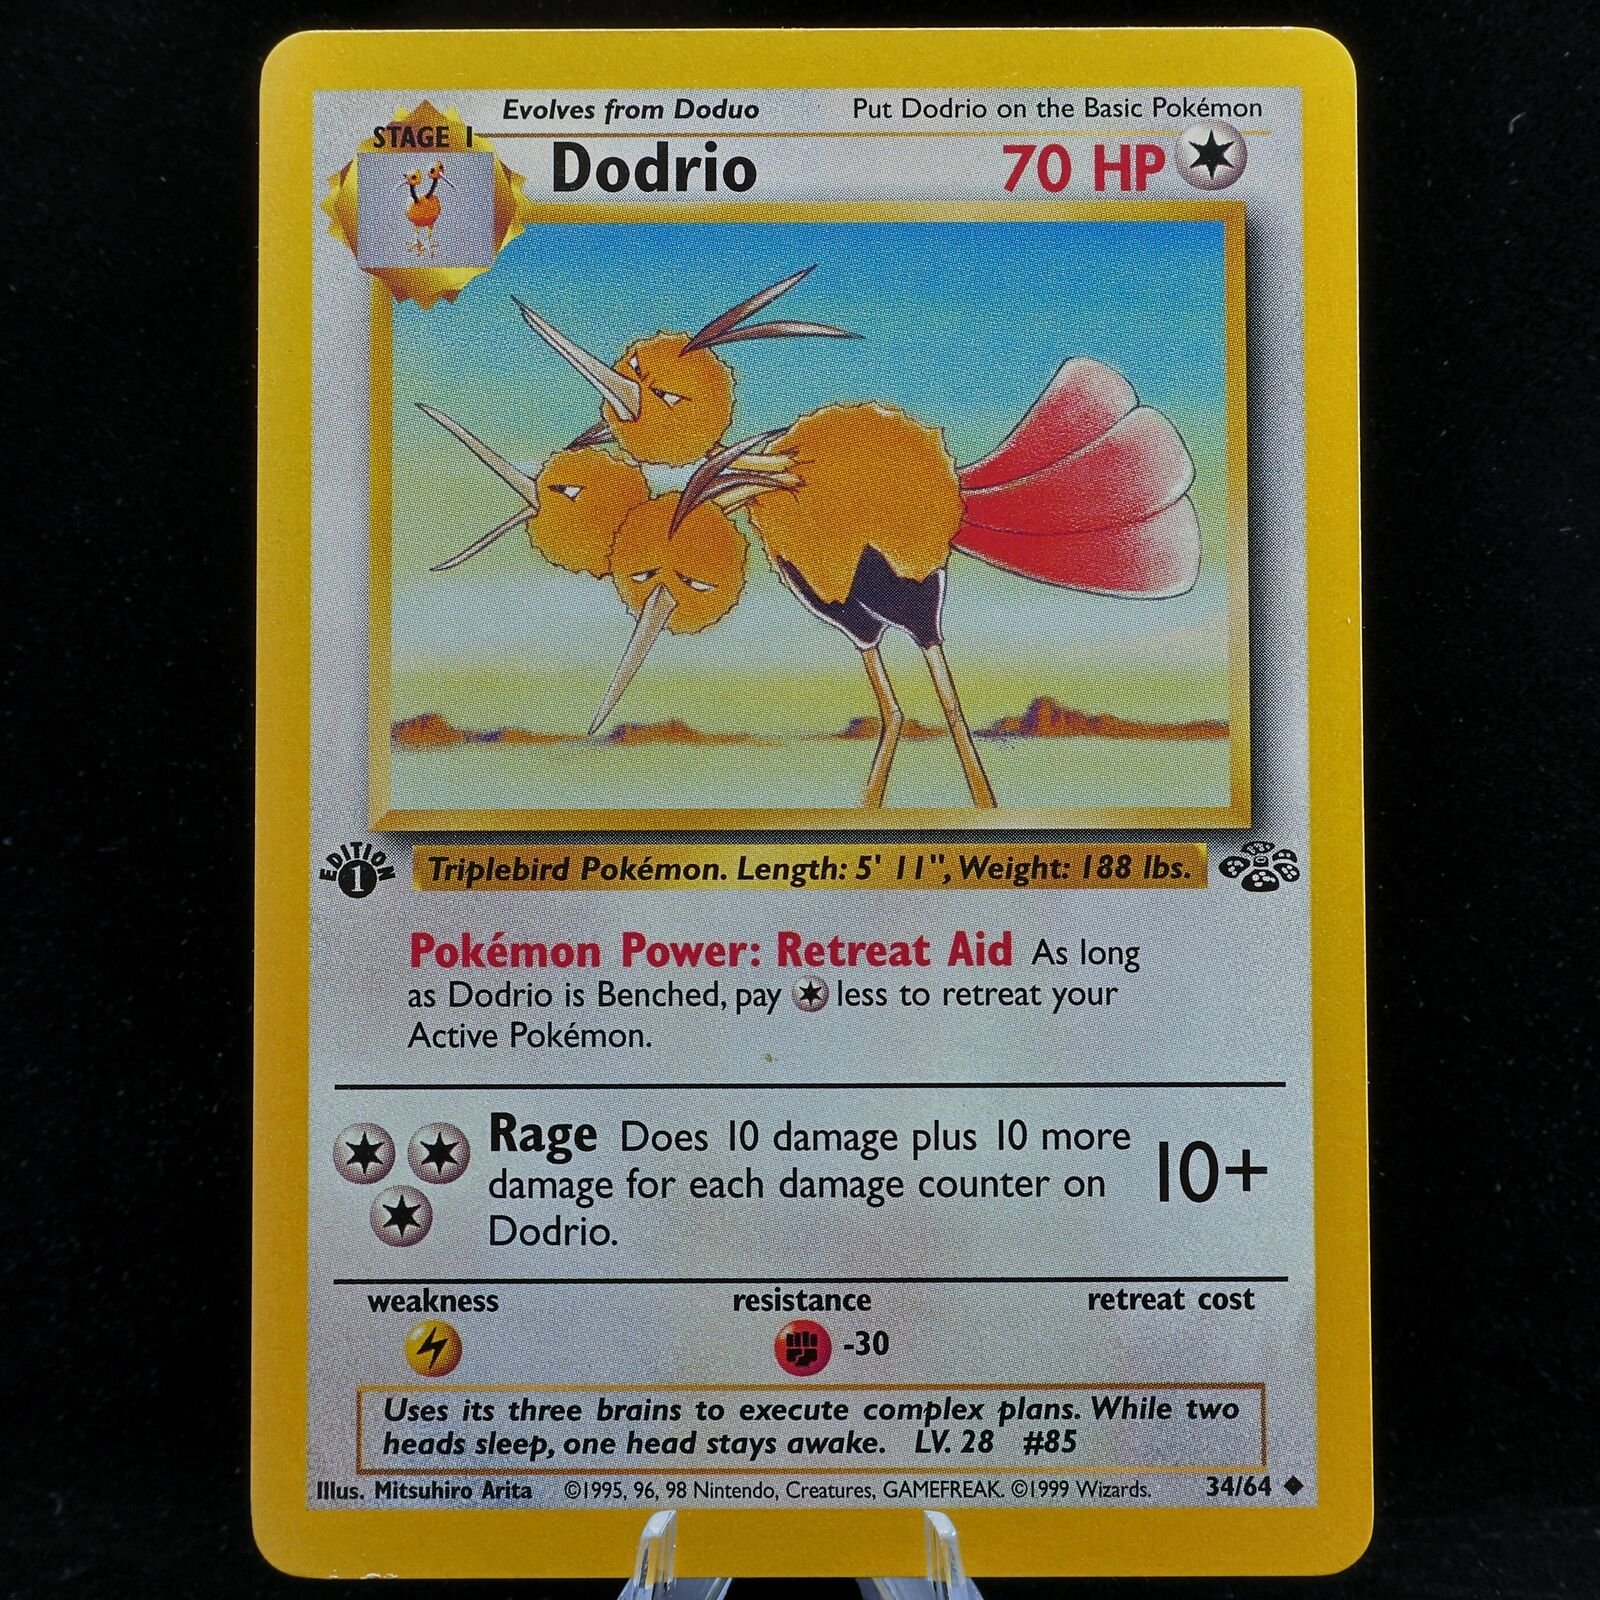 Evolves from Doduo
Put Dodrio on the Basic Pokémon
STAGE 1
Dodrio
70 HP
EDITION
1
Triplebird Pokémon. Length: 5' 11", Weight: 188 lbs.
Pokémon Power: Retreat Aid As long
as Dodrio is Benched, pay less to retreat your
Active Pokémon.
Rage Does 10 damage plus 10 more
damage for each damage counter on
Dodrio.
10+
weakness
resistance
retreat cost
-30
Uses its three brains to execute complex plans. While two
heads sleep, one head stays awake. LV. 28 #85
Illus. Mitsuhiro Arita
©1995, 96, 98 Nintendo, Creatures, GAMEFREAK. ©1999 Wizards.
34/64